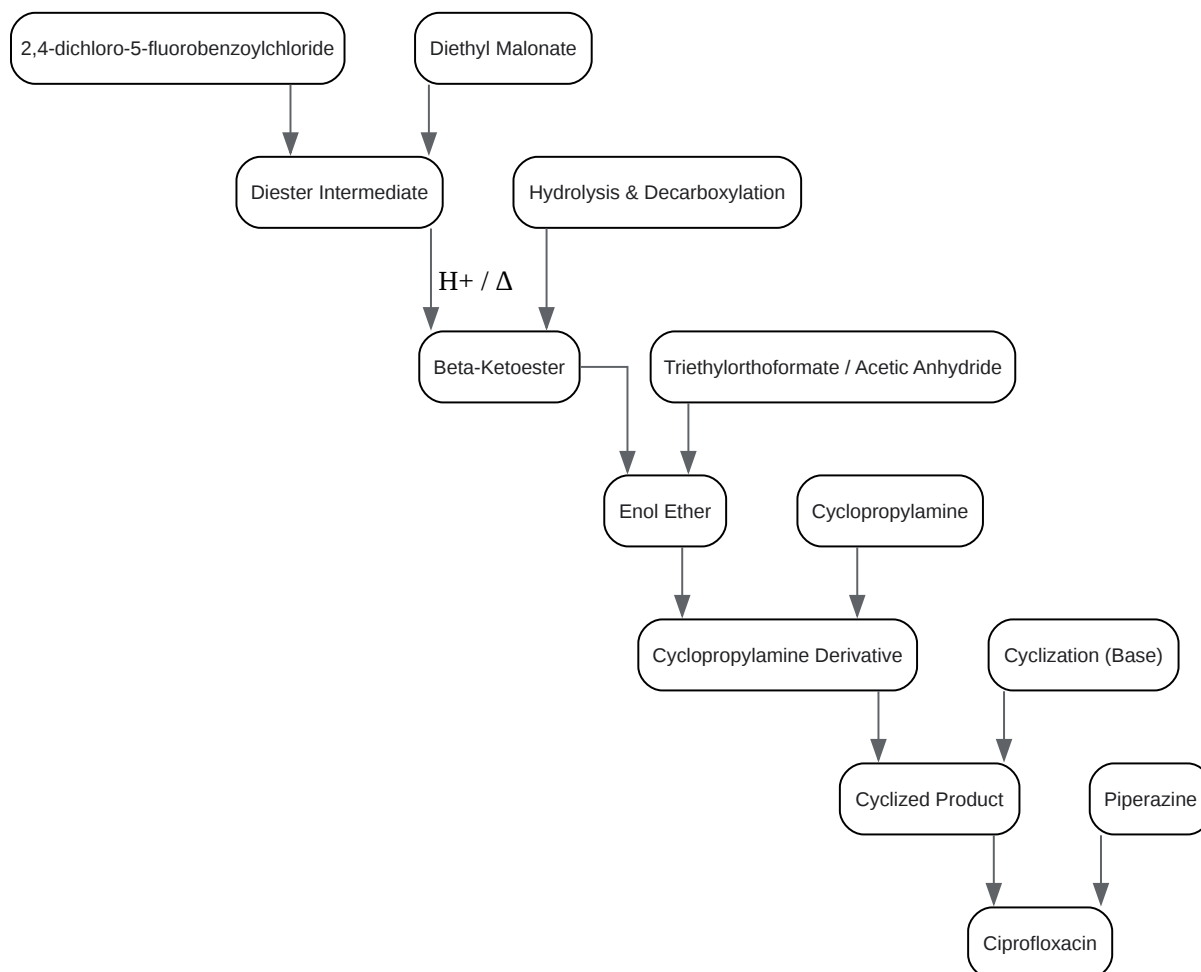 2,4-dichloro-5-fluorobenzoylchloride
Diethyl Malonate
Diester Intermediate
Hydrolysis & Decarboxylation
H+ / Δ
Beta-Ketoester
Triethylorthoformate / Acetic Anhydride
Enol Ether
Cyclopropylamine
Cyclopropylamine Derivative
Cyclization (Base)
Cyclized Product
Piperazine
Ciprofloxacin